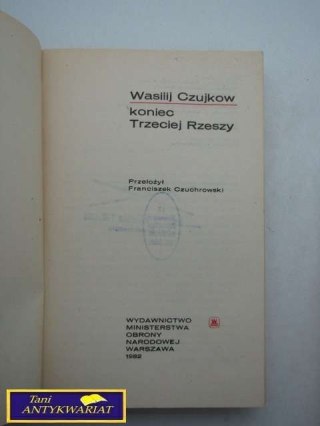 Wasilij Czujkow
koniec
Trzeciej Rzeszy
Przełożył
Franciszek Czuchrowski
WYDAWNICTWO
MINISTERSTWA
OBRONY
NARODOWEJ
WARSZAWA
1982
Tani
ANTYKWARIAT